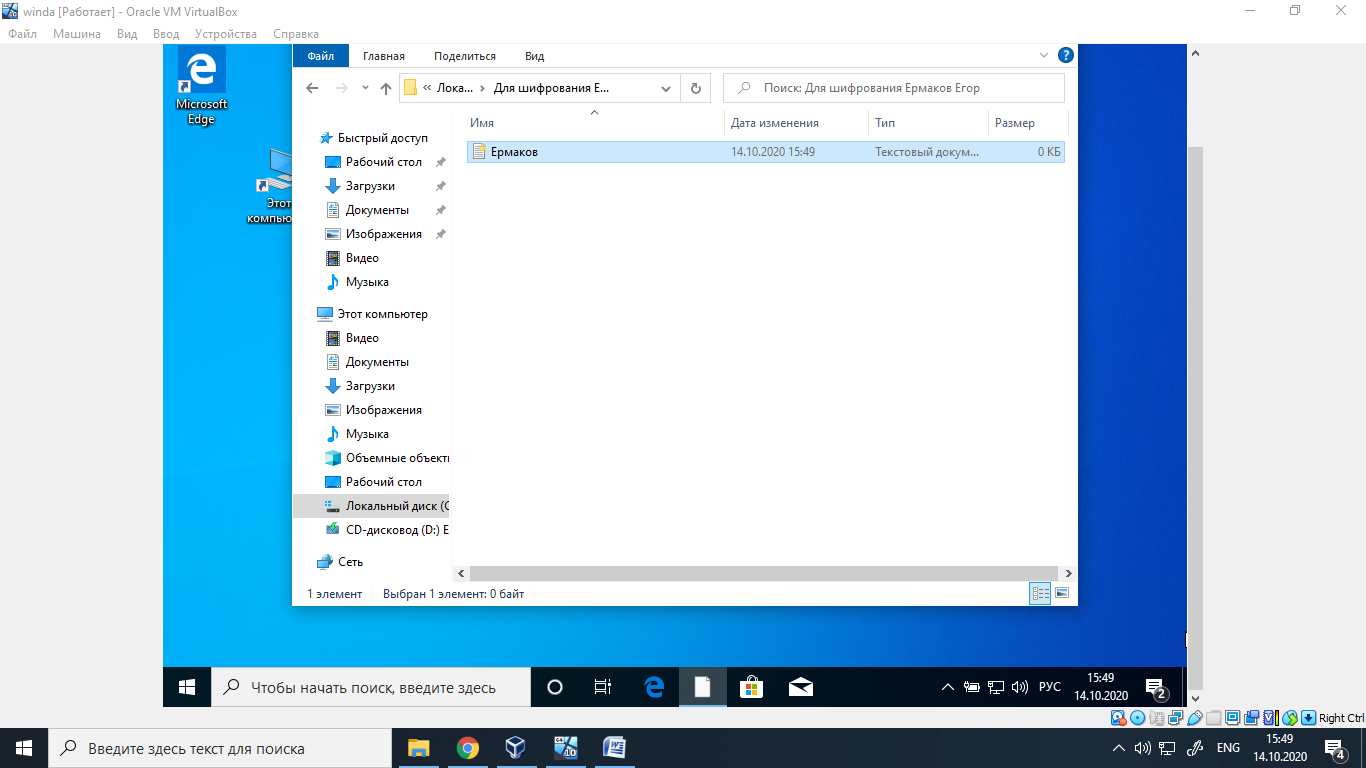 winda [Работает] - Oracle VM VirtualBox
Файл Машина Вид Ввод Устройства Справка
Microsoft
Edge
Этот
компью
Файл Главная Поделиться Вид
« Лока... › Для шифрования Е...
Поиск: Для шифрования Ермаков Егор
Имя Дата изменения Тип Размер
Ермаков 14.10.2020 15:49 Текстовый докум... 0 КБ
Быстрый доступ
Рабочий стол
Загрузки
Документы
Изображения
Видео
Музыка
Этот компьютер
Видео
Документы
Загрузки
Изображения
Музыка
Объемные объект
Рабочий стол
Локальный диск (C
CD-дисковод (D:) E
Сеть
1 элемент Выбран 1 элемент: 0 байт
Чтобы начать поиск, введите здесь
РУС
15:49
14.10.2020
2
Right Ctrl
Введите здесь текст для поиска
64
10
ENG
15:49
14.10.2020
4